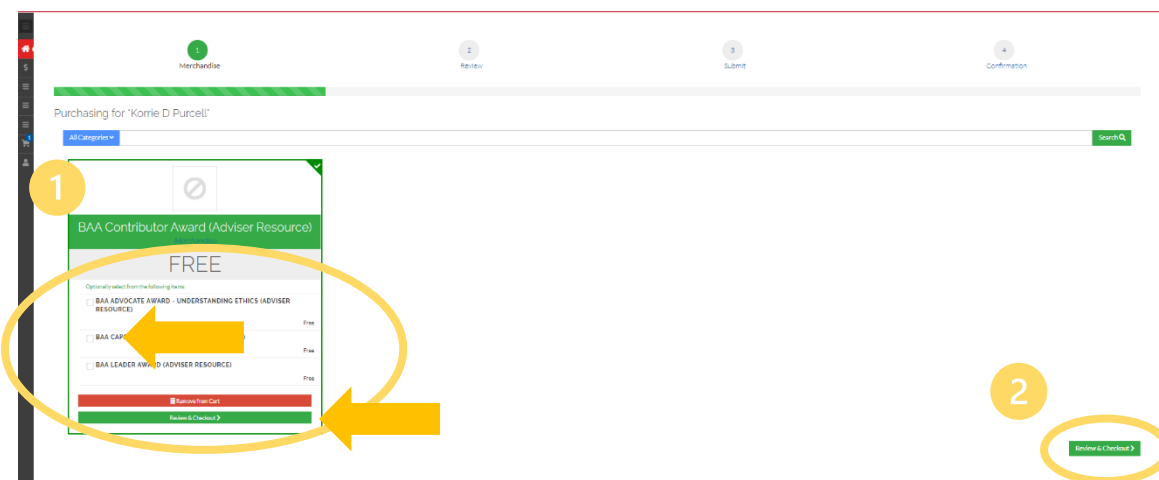 1
2
3
4
Merchandise
Review
Submit
Confirmation
$
Purchasing for "Korrie D Purcell"
1
All Categories
Search
1
BAA Contributor Award (Adviser Resource)
Merchandise
FREE
Optionally select from the following items:
BAA ADVOCATE AWARD - UNDERSTANDING ETHICS (ADVISER
RESOURCE)
Free
BAA
Free
BAA LEADER AWARD (ADVISER RESOURCE)
Free
Remove from Cart
Review & Checkout
2
Review & Checkout